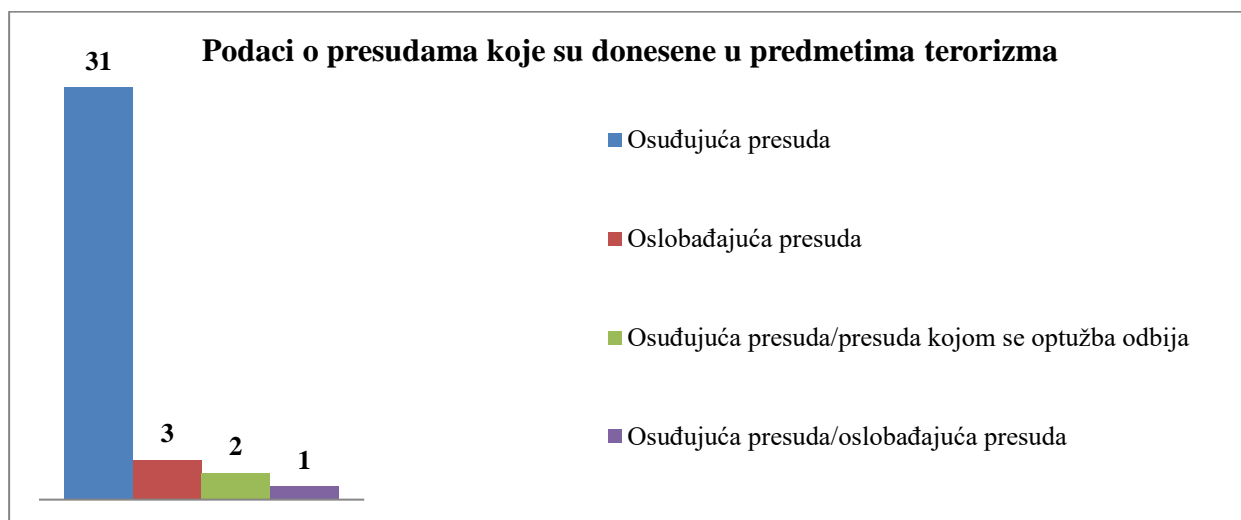 Podaci o presudama koje su donesene u predmetima terorizma
31
3
2
1
Osuđujuća presuda
Oslobađajuća presuda
Osuđujuća presuda/presuda kojom se optužba odbija
Osuđujuća presuda/oslobađajuća presuda